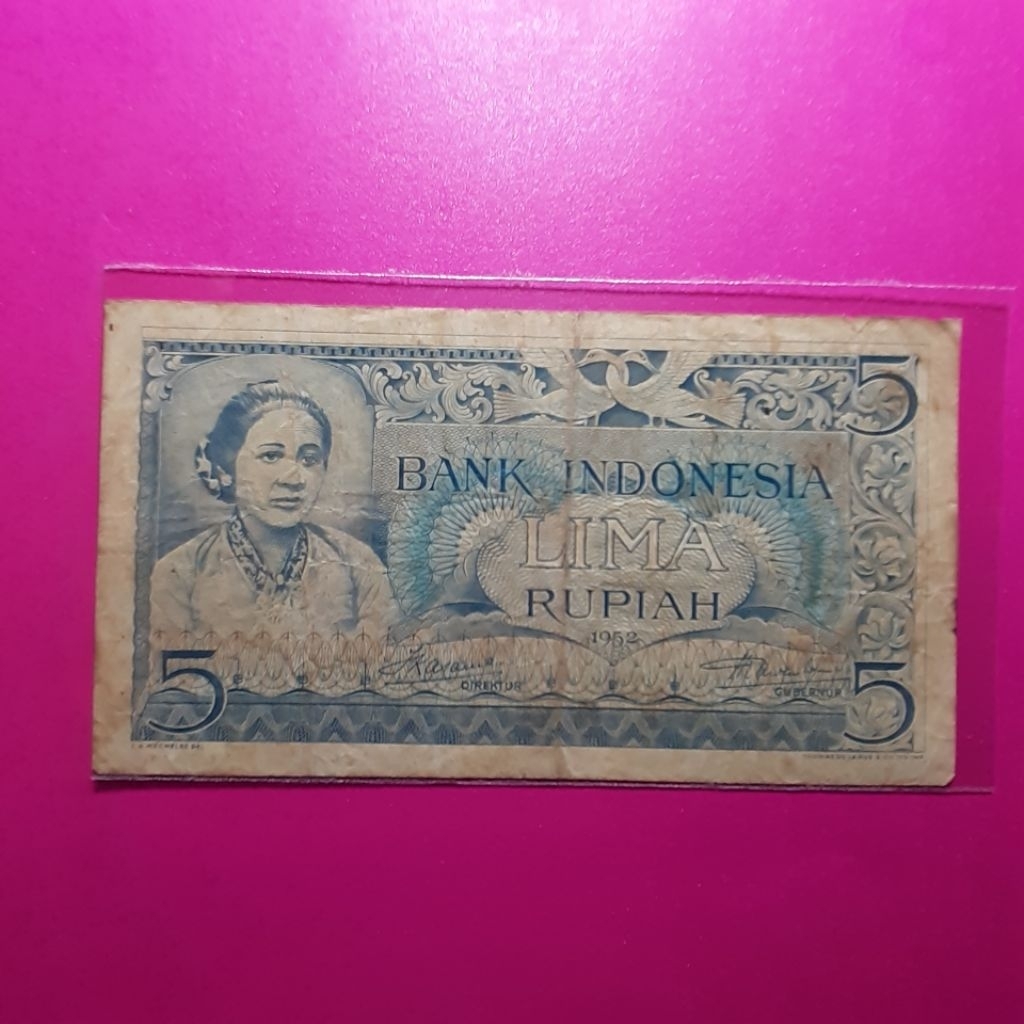 5
BANK INDONESIA
LIMA
RUPIAH
1952
5
DIREKTUR
GUBERNUR
5